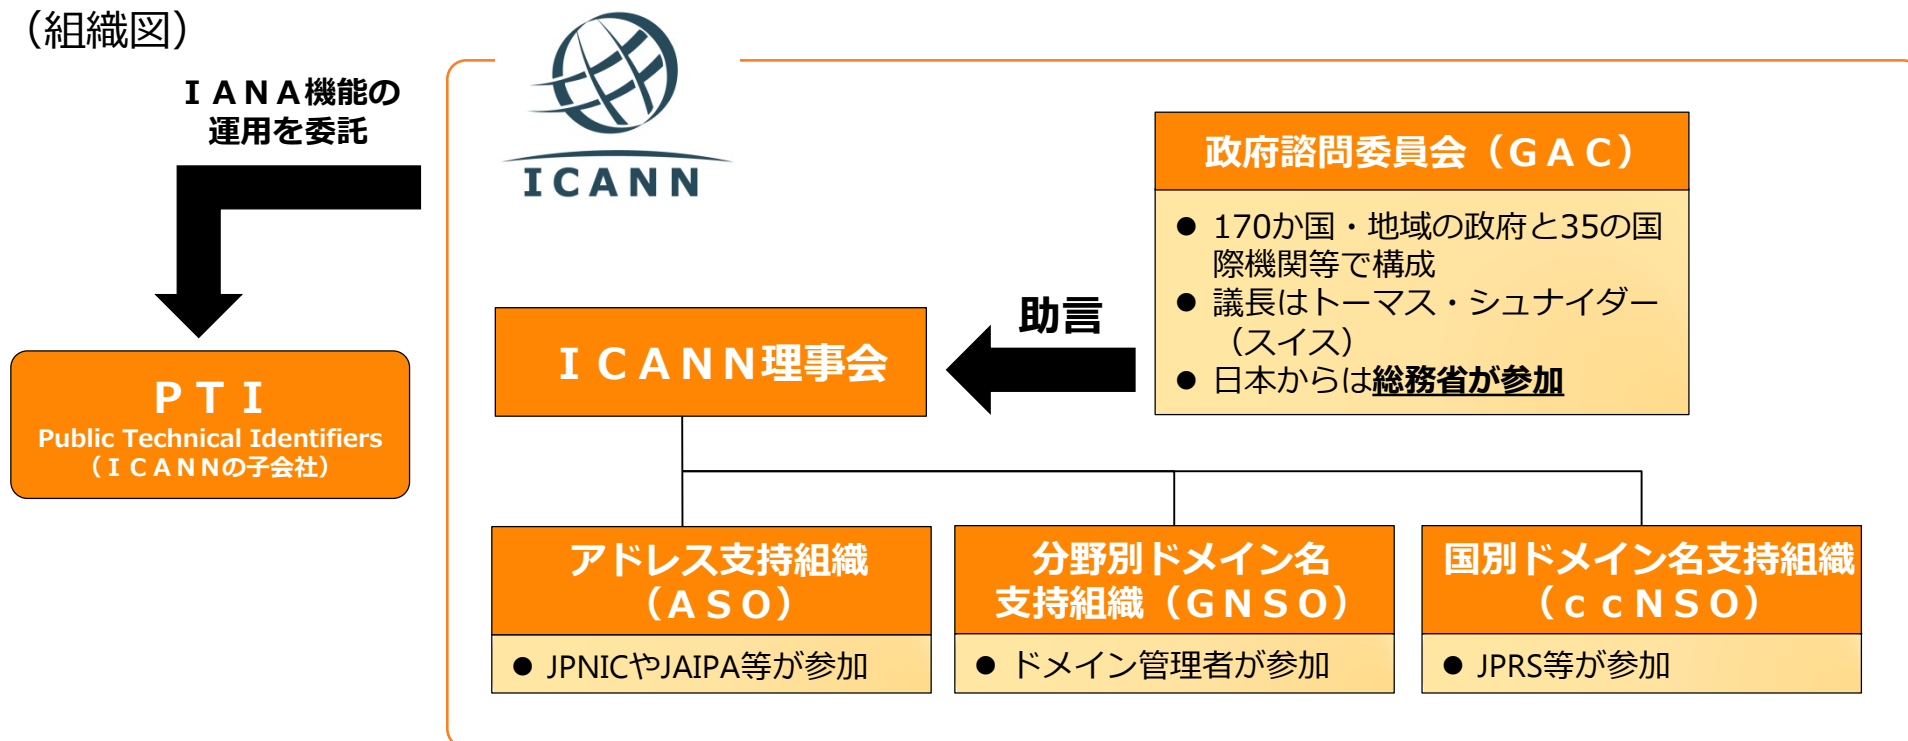 （組織図）
ＩＡＮＡ機能の
運用を委託
ICANN
政府諮問委員会（ＧＡＣ）
● 170か国・地域の政府と35の国
際機関等で構成
● 議長はトーマス・シュナイダー
（スイス）
● 日本からは総務省が参加
助言
ＩＣＡＮＮ理事会
ＰＴＩ
Public Technical Identifiers
（ＩＣＡＮＮの子会社）
アドレス支持組織
（ＡＳＯ）
● JPNICやJAIPA等が参加
分野別ドメイン名
支持組織（ＧＮＳＯ）
● ドメイン管理者が参加
国別ドメイン名支持組織
（ｃｃＮＳＯ）
● JPRS等が参加